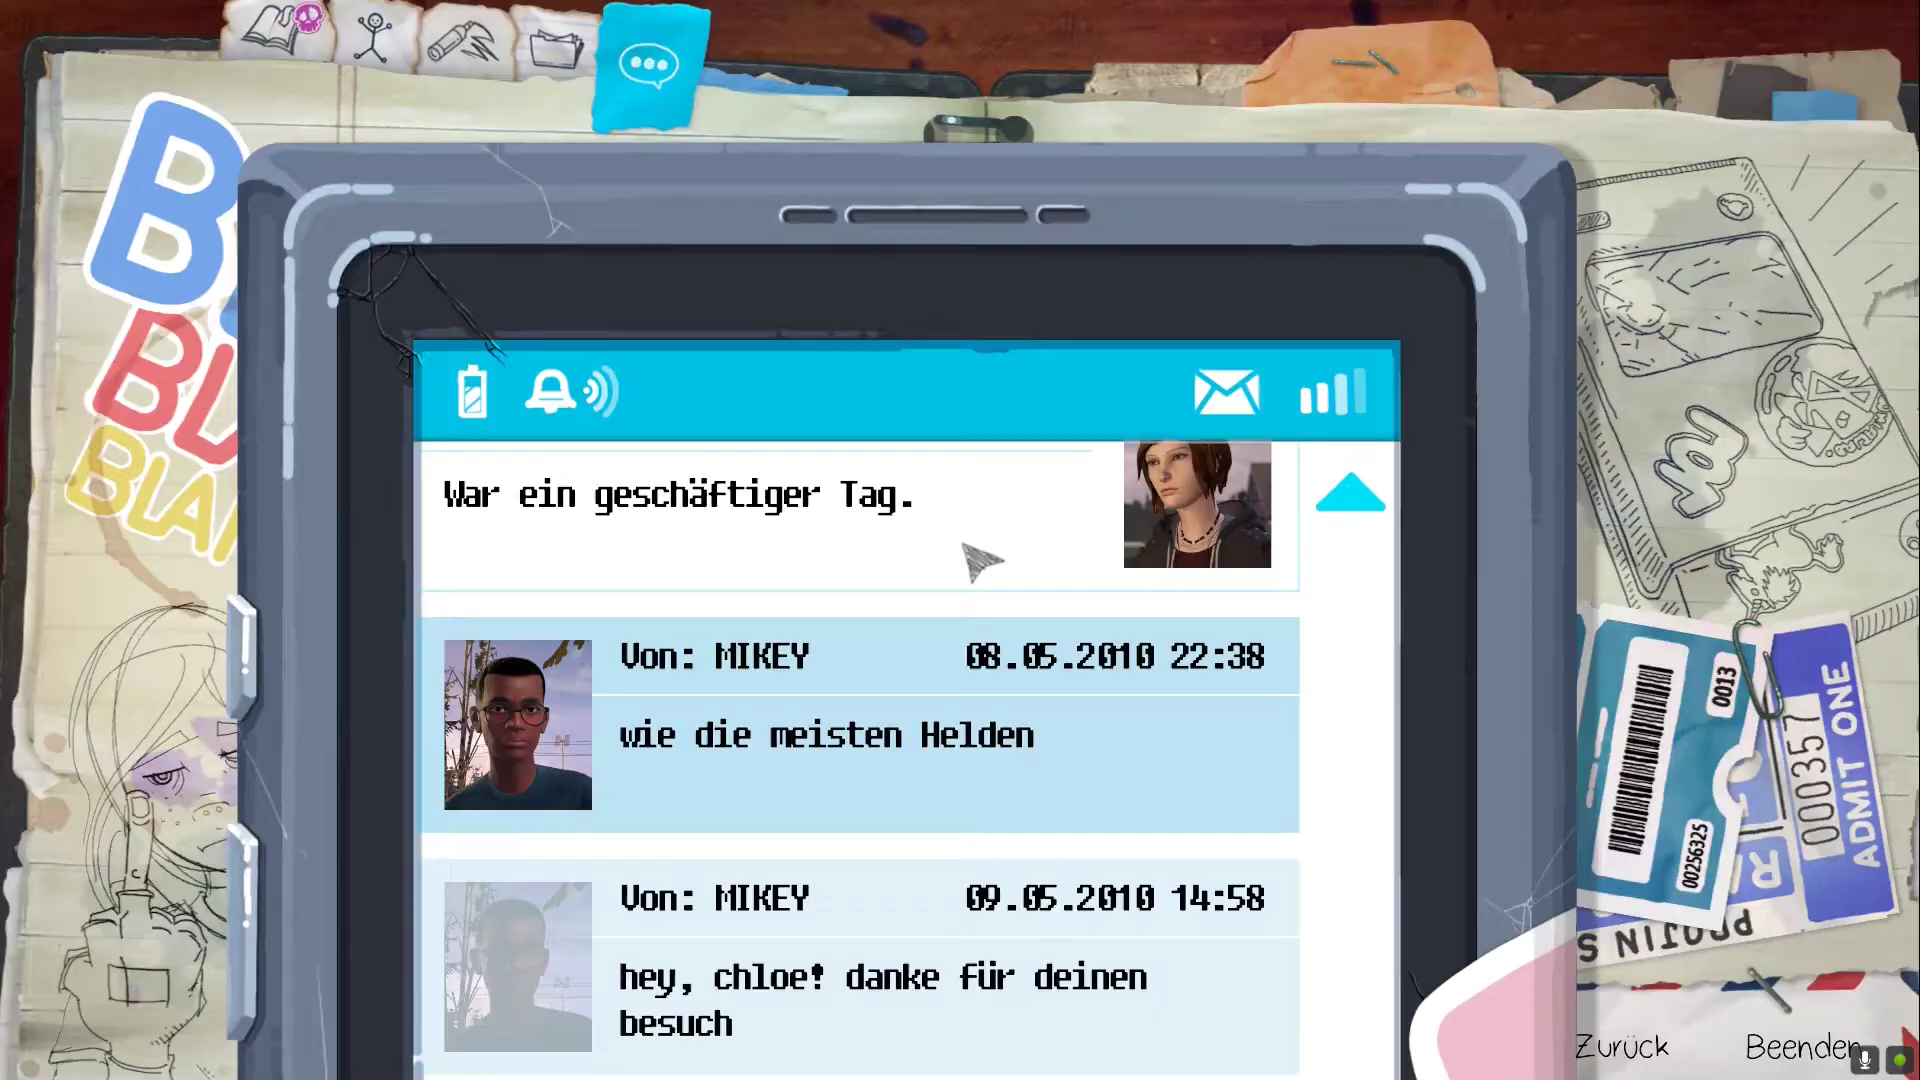 War ein geschäftiger Tag.
Von: MIKEY 08.05.2010 22:38
wie die meisten Helden
Von: MIKEY 09.05.2010 14:58
hey, chloe! danke für deinen
besuch
0013
00256325
000357
ADMIT ONE
Zurück
Beenden